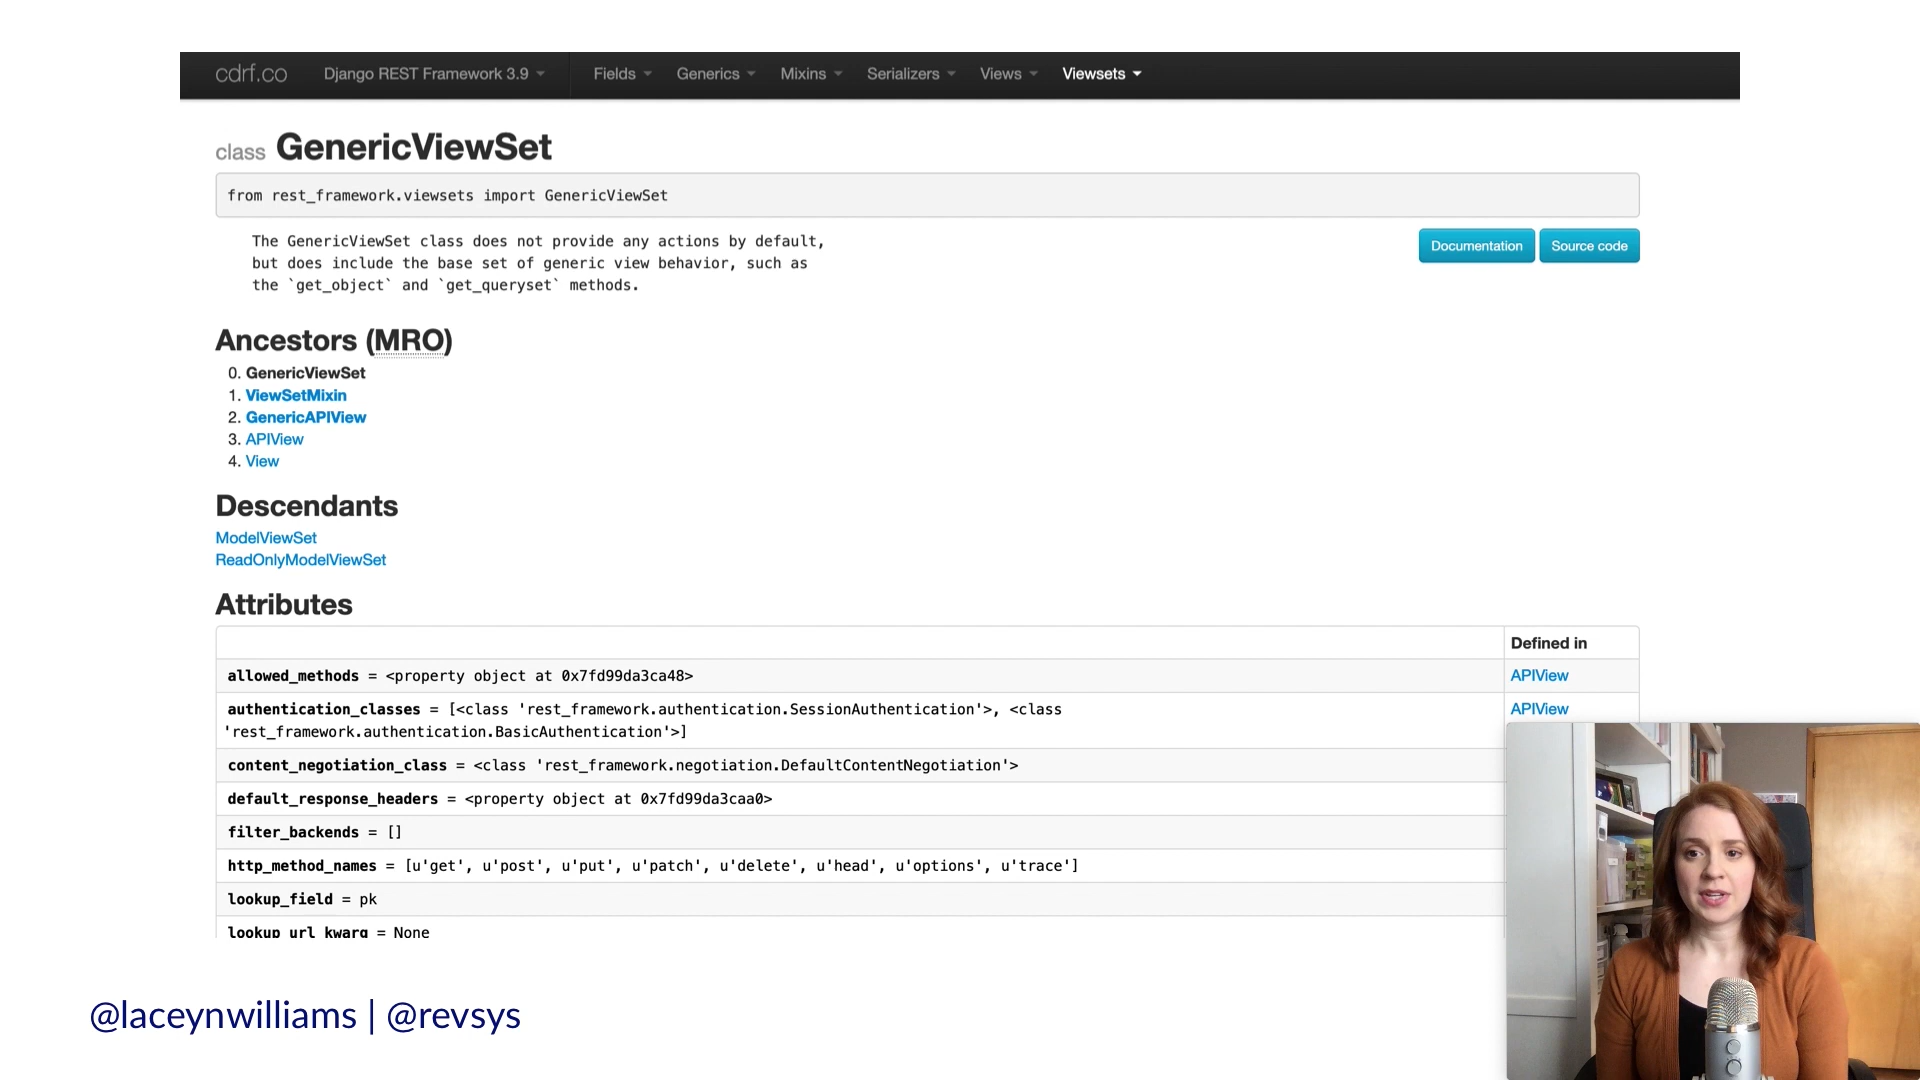 cdrf.co Django REST Framework 3.9 Fields Generics Mixins Serializers Views Viewsets
class GenericViewSet
from rest_framework.viewsets import GenericViewSet
The GenericViewSet class does not provide any actions by default,
but does include the base set of generic view behavior, such as
the `get_object` and `get_queryset` methods.
Documentation Source code
Ancestors (MRO)
0. GenericViewSet
1. ViewSetMixin
2. GenericAPIView
3. APIView
4. View
Descendants
ModelViewSet
ReadOnlyModelViewSet
Attributes
Defined in
allowed_methods = <property object at 0x7fd99da3ca48> APIView
authentication_classes = [<class 'rest_framework.authentication.SessionAuthentication'>, <class APIView
'rest_framework.authentication.BasicAuthentication'>]
content_negotiation_class = <class 'rest_framework.negotiation.DefaultContentNegotiation'>
default_response_headers = <property object at 0x7fd99da3caa0>
filter_backends = []
http_method_names = [u'get', u'post', u'put', u'patch', u'delete', u'head', u'options', u'trace']
lookup_field = pk
lookup_url_kwarg = None
@laceynwilliams | @revsys